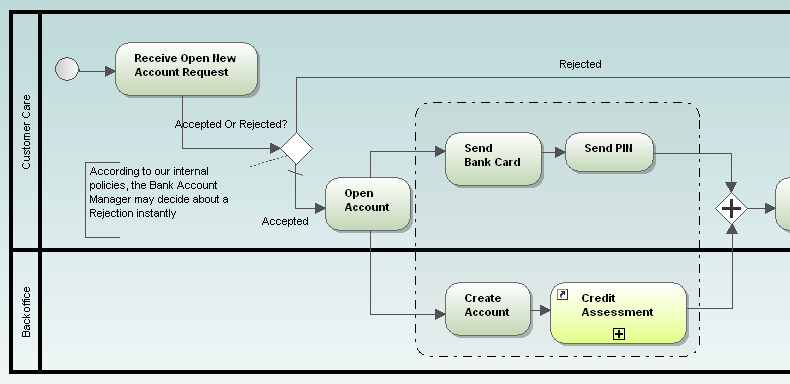 Customer Care
Receive Open New
Account Request
Rejected
Accepted Or Rejected?
According to our internal
policies, the Bank Account
Manager may decide about a
Rejection instantly
Accepted
Open
Account
Send
Bank Card
Send PIN
Backoffice
Create
Account
Credit
Assessment